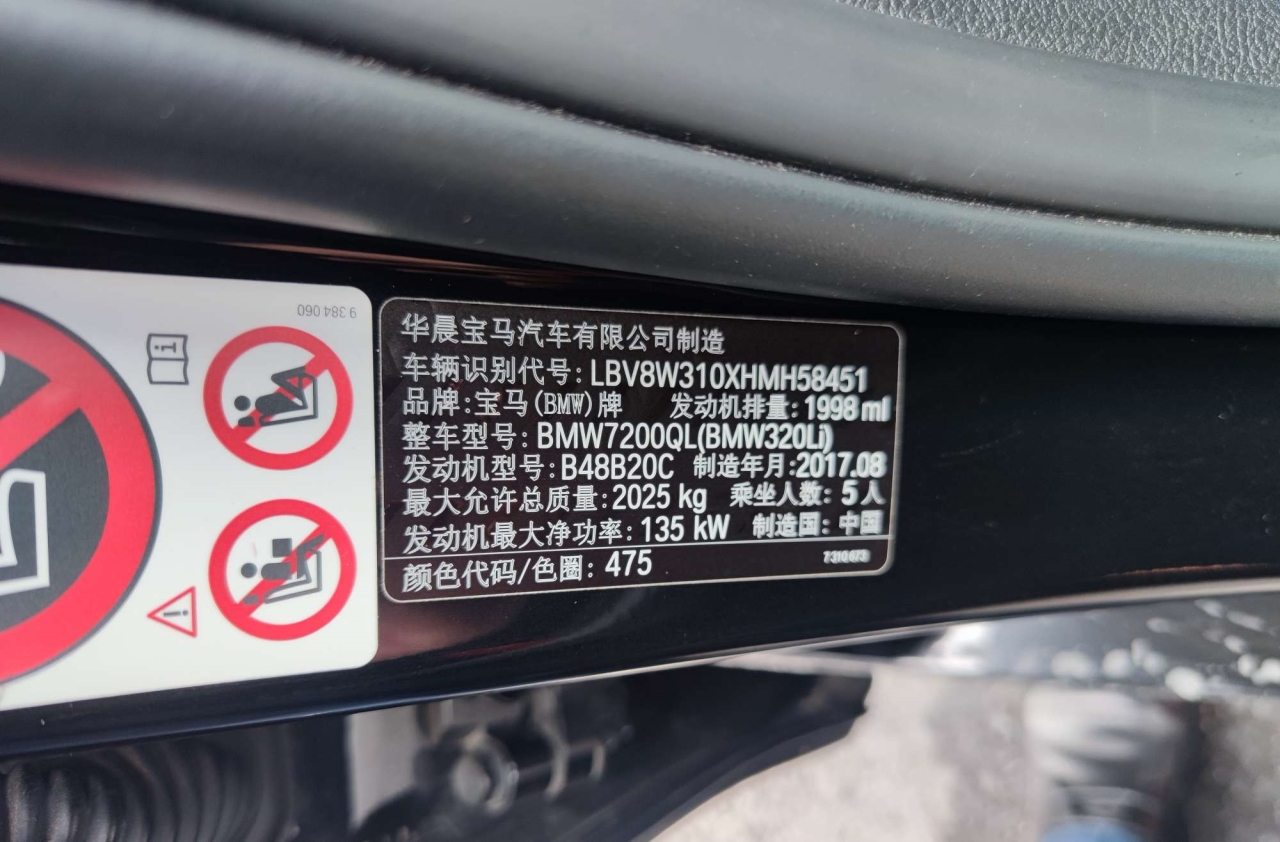 9 384 060
华晨宝马汽车有限公司制造
车辆识别代号: LBV8W310XHMH58451
品牌:宝马(BMW)牌 发动机排量: 1998 ml
整车型号: BMW7200QL(BMW320Li)
发动机型号: B48B20C 制造年月:2017.08
最大允许总质量: 2025 kg 乘坐人数: 5人
发动机最大净功率: 135 kW 制造国: 中国
颜色代码/色圈: 475 7 310 673